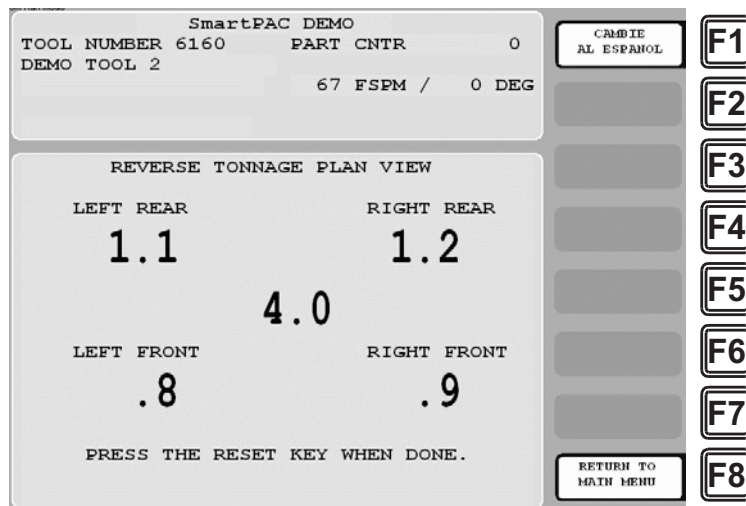 SmartPAC DEMO
TOOL NUMBER 6160 PART CNTR 0
DEMO TOOL 2
67 FSPM / 0 DEG
REVERSE TONNAGE PLAN VIEW
LEFT REAR RIGHT REAR
1.1 1.2
4.0
LEFT FRONT RIGHT FRONT
.8 .9
PRESS THE RESET KEY WHEN DONE.
CAMBIE
AL ESPANOL
RETURN TO
MAIN MENU
F1
F2
F3
F4
F5
F6
F7
F8